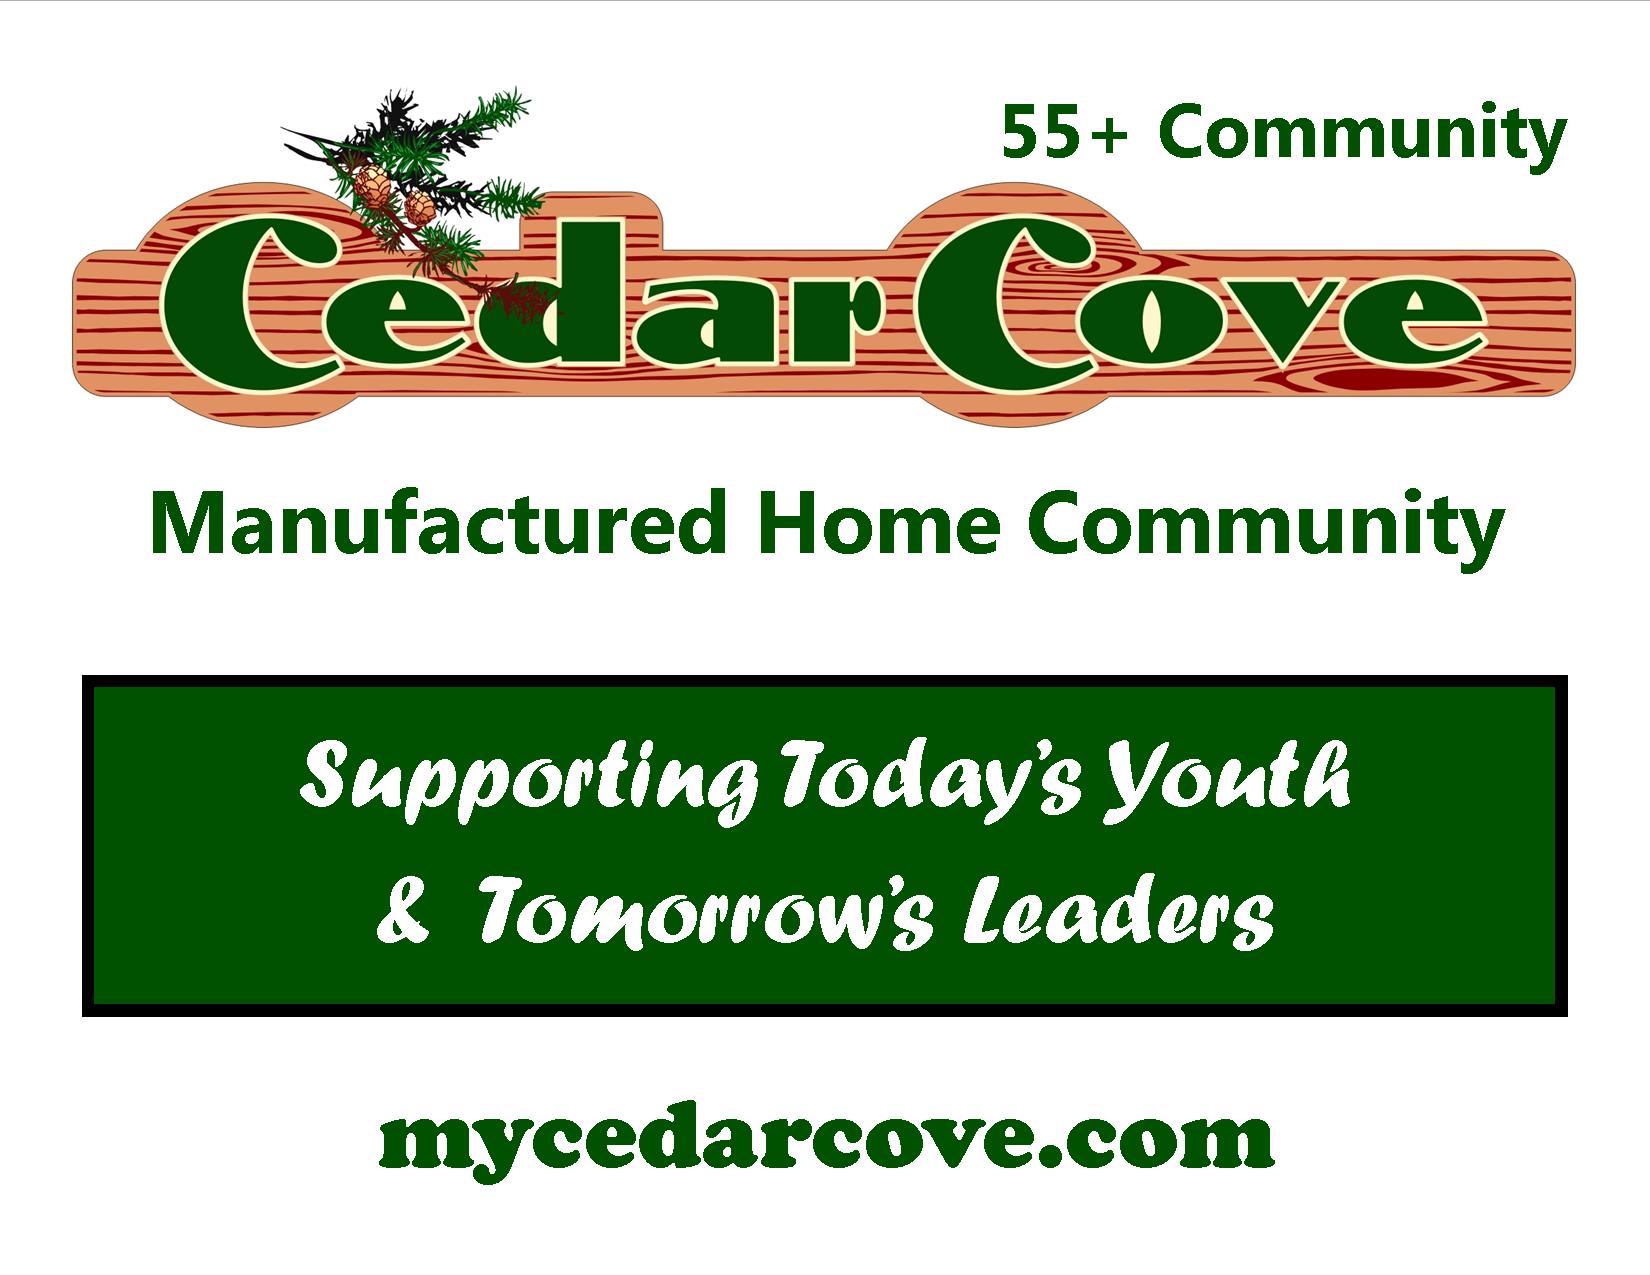 55+ Community
Cedar Cove
Manufactured Home Community
Supporting Today's Youth
& Tomorrow's Leaders
mycedarcove.com